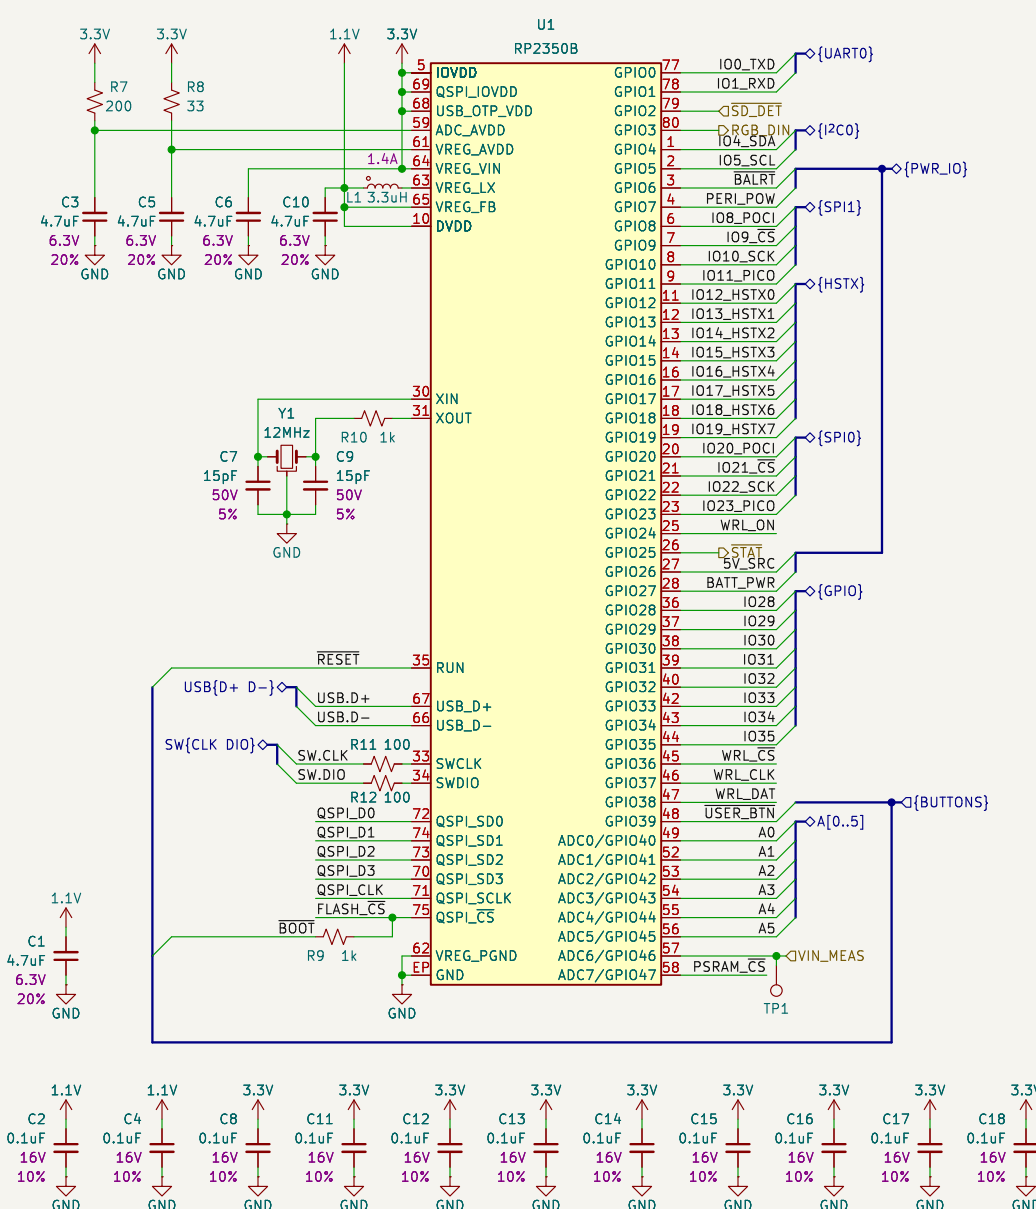 U1
RP2350B
3.3V 3.3V 1.1V 3.3V
R7
200
R8
33
1.4A
L1 3.3uH
C3
4.7uF
6.3V
20%
GND
C5
4.7uF
6.3V
20%
GND
C6
4.7uF
6.3V
20%
GND
C10
4.7uF
6.3V
20%
GND
5 IOVDD
69 QSPI_IOVDD
68 USB_OTP_VDD
59 ADC_AVDD
61 VREG_AVDD
64 VREG_VIN
63 VREG_LX
65 VREG_FB
10 DVDD
30 XIN
31 XOUT
Y1
12MHz
R10 1k
C7
15pF
50V
5%
C9
15pF
50V
5%
GND
RESET 35 RUN
USB{D+ D-}
USB.D+ 67 USB_D+
USB.D- 66 USB_D-
SW{CLK DIO}
R11 100
SW.CLK 33 SWCLK
SW.DIO 34 SWDIO
R12 100
QSPI_D0 72 QSPI_SD0
QSPI_D1 74 QSPI_SD1
QSPI_D2 73 QSPI_SD2
QSPI_D3 70 QSPI_SD3
QSPI_CLK 71 QSPI_SCLK
FLASH_CS 75 QSPI_CS
BOOT
R9 1k
62 VREG_PGND
EP GND
GND
GPIO0 77 IO0_TXD {UART0}
GPIO1 78 IO1_RXD
GPIO2 79 SD_DET
GPIO3 80 RGB_DIN {I²C0}
GPIO4 1 IO4_SDA
GPIO5 2 IO5_SCL {PWR_IO}
GPIO6 3 BALRT
GPIO7 4 PERI_POW {SPI1}
GPIO8 6 IO8_POCI
GPIO9 7 IO9_CS
GPIO10 8 IO10_SCK
GPIO11 9 IO11_PICO {HSTX}
GPIO12 11 IO12_HSTX0
GPIO13 12 IO13_HSTX1
GPIO14 13 IO14_HSTX2
GPIO15 14 IO15_HSTX3
GPIO16 16 IO16_HSTX4
GPIO17 17 IO17_HSTX5
GPIO18 18 IO18_HSTX6
GPIO19 19 IO19_HSTX7 {SPI0}
GPIO20 20 IO20_POCI
GPIO21 21 IO21_CS
GPIO22 22 IO22_SCK
GPIO23 23 IO23_PICO
GPIO24 25 WRL_ON
GPIO25 26 STAT
GPIO26 27 5V_SRC
GPIO27 28 BATT_PWR {GPIO}
GPIO28 36 IO28
GPIO29 37 IO29
GPIO30 38 IO30
GPIO31 39 IO31
GPIO32 40 IO32
GPIO33 42 IO33
GPIO34 43 IO34
GPIO35 44 IO35
GPIO36 45 WRL_CS
GPIO37 46 WRL_CLK
GPIO38 47 WRL_DAT {BUTTONS}
GPIO39 48 USER_BTN A[0..5]
ADC0/GPIO40 49 A0
ADC1/GPIO41 52 A1
ADC2/GPIO42 53 A2
ADC3/GPIO43 54 A3
ADC4/GPIO44 55 A4
ADC5/GPIO45 56 A5
ADC6/GPIO46 57 VIN_MEAS
ADC7/GPIO47 58 PSRAM_CS
TP1
1.1V
C1
4.7uF
6.3V
20%
GND
1.1V 1.1V 3.3V 3.3V 3.3V 3.3V 3.3V 3.3V 3.3V 3.3V 3.3V
C2 C4 C8 C11 C12 C13 C14 C15 C16 C17 C18
0.1uF 0.1uF 0.1uF 0.1uF 0.1uF 0.1uF 0.1uF 0.1uF 0.1uF 0.1uF 0.1uF
16V 16V 16V 16V 16V 16V 16V 16V 16V 16V 16V
10% 10% 10% 10% 10% 10% 10% 10% 10% 10% 10%
GND GND GND GND GND GND GND GND GND GND GND